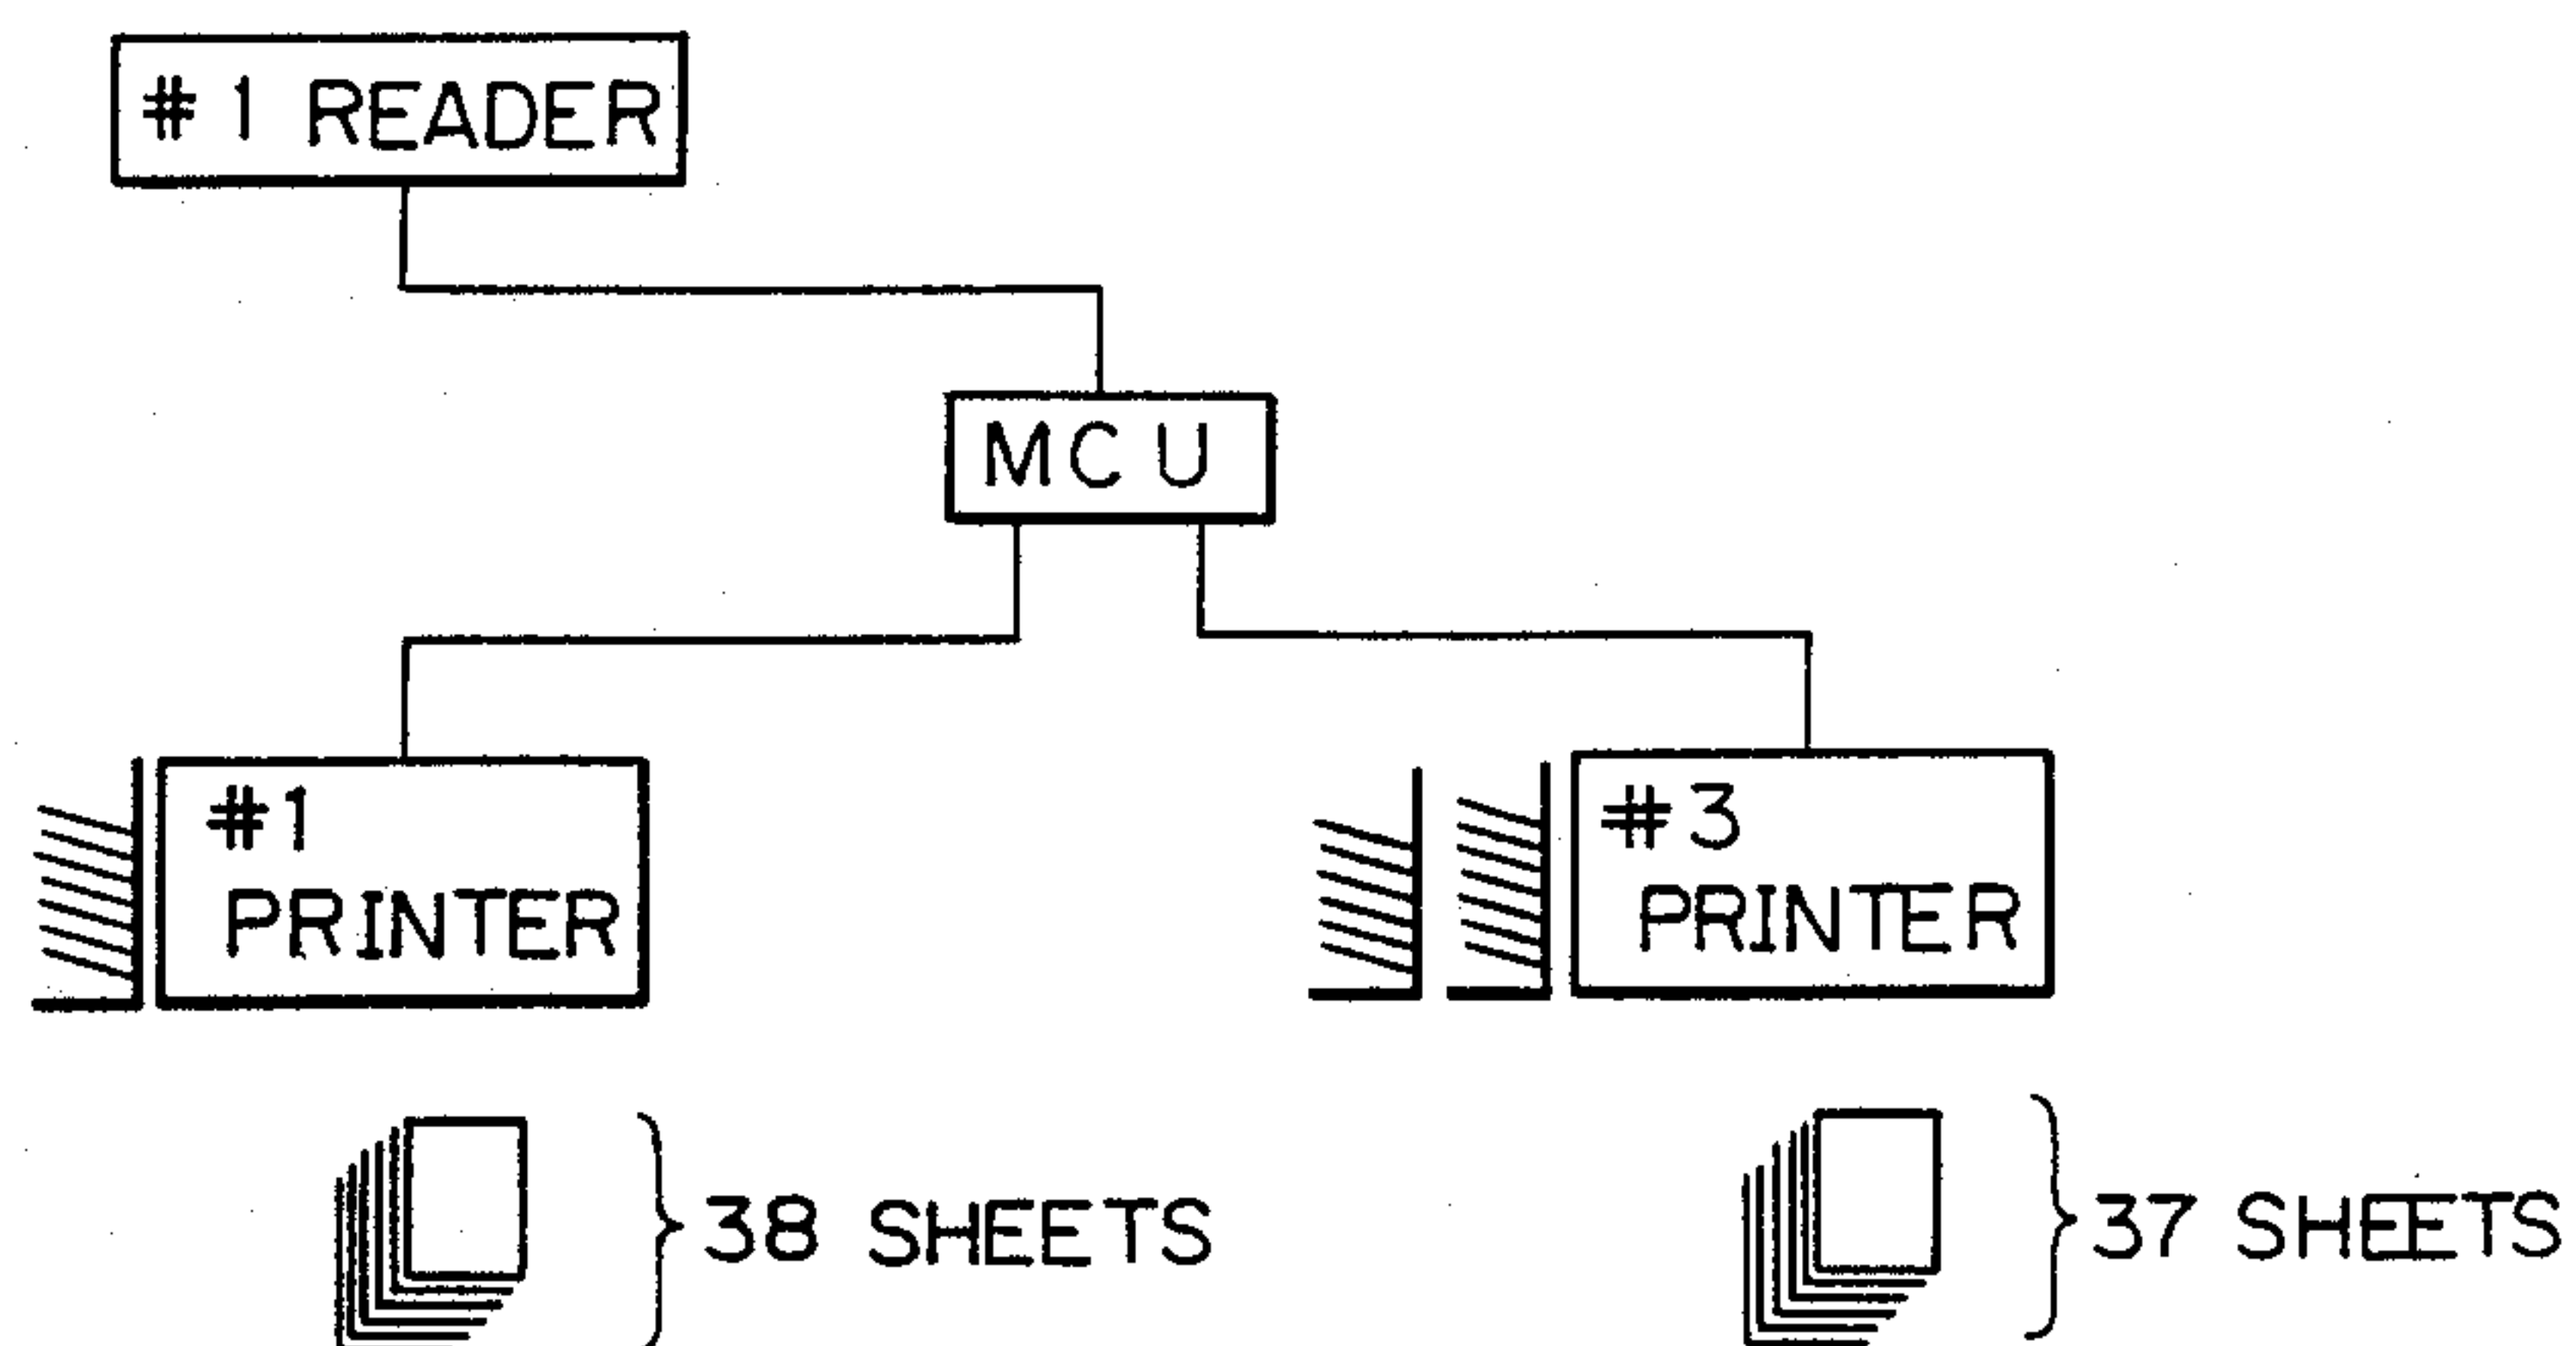 # 1 READER
MCU
#1
PRINTER
#3
PRINTER
38 SHEETS
37 SHEETS